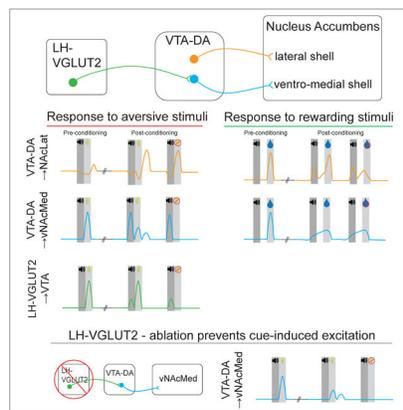 Nucleus Accumbens
LH-
VGLUT2
VTA-DA
lateral shell
ventro-medial shell
Response to aversive stimuli
Response to rewarding stimuli
Pre-conditioning
Post-conditioning
Pre-conditioning
Post-conditioning
VTA-DA
→NAcLat
VTA-DA
→vNAcMed
LH-VGLUT2
→VTA
LH-VGLUT2 - ablation prevents cue-induced excitation
LH-
VGLUT2
VTA-DA
vNAcMed
VTA-DA
→vNAcMed